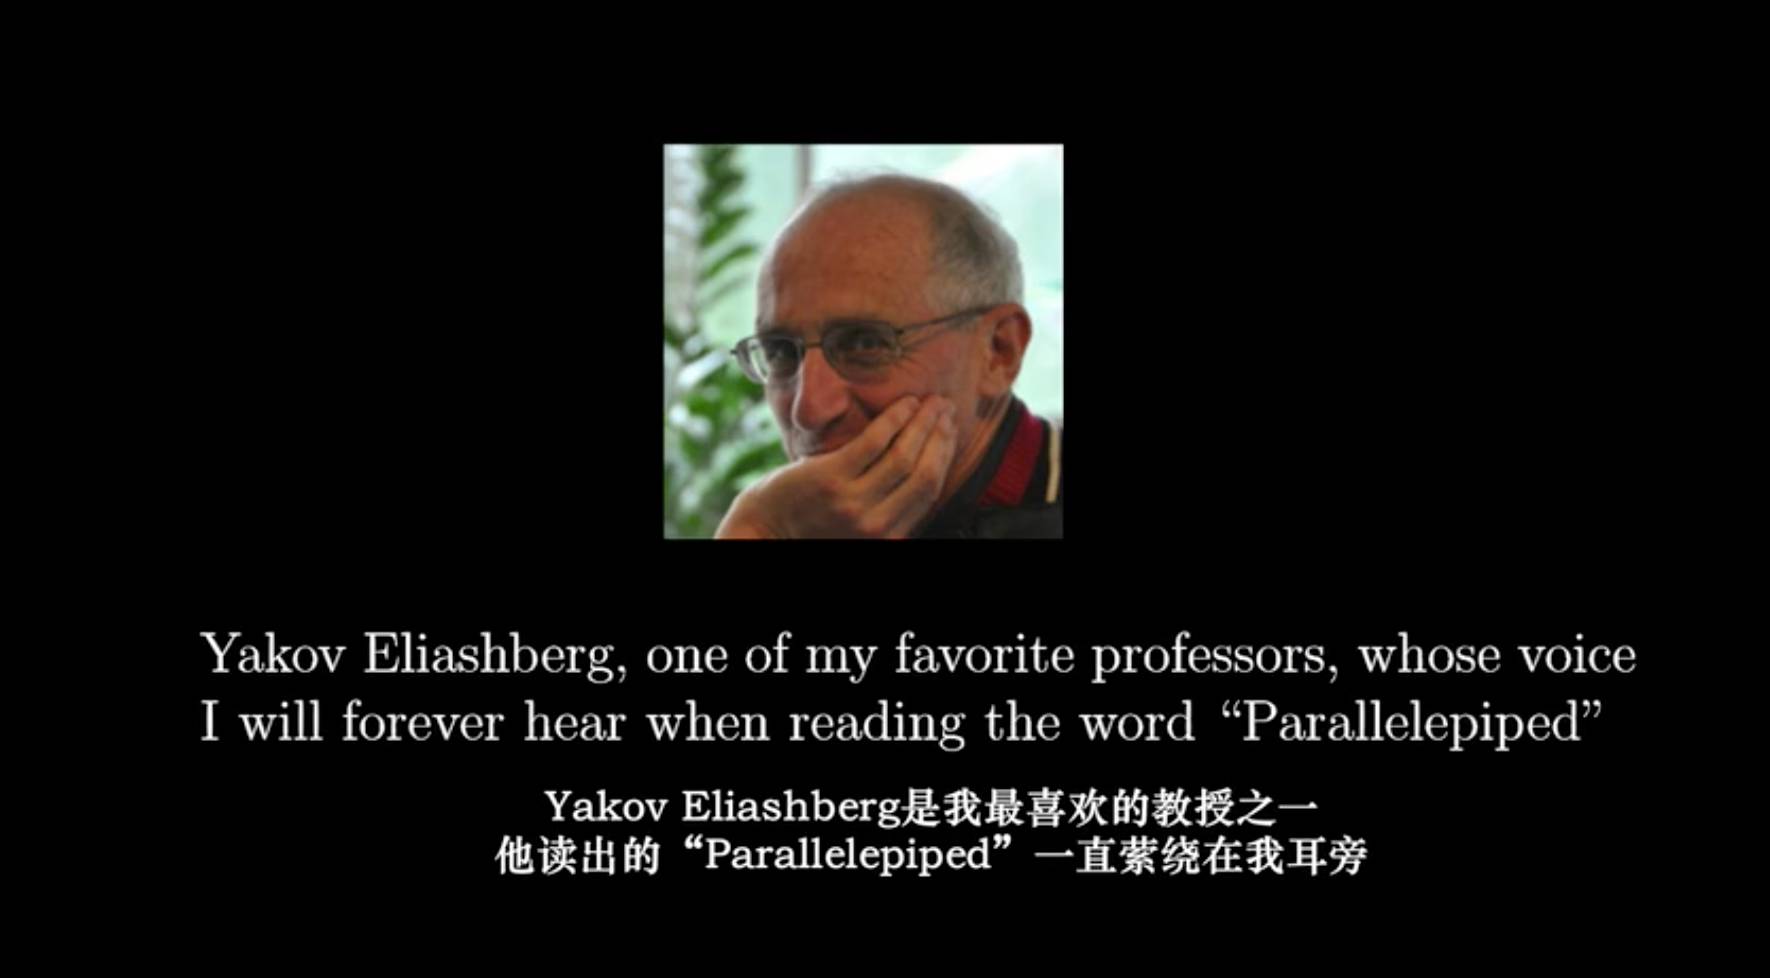 Yakov Eliashberg, one of my favorite professors, whose voice
I will forever hear when reading the word “Parallelepiped”
Yakov Eliashberg是我最喜欢的教授之一
他读出的“Parallelepiped”一直萦绕在我耳旁